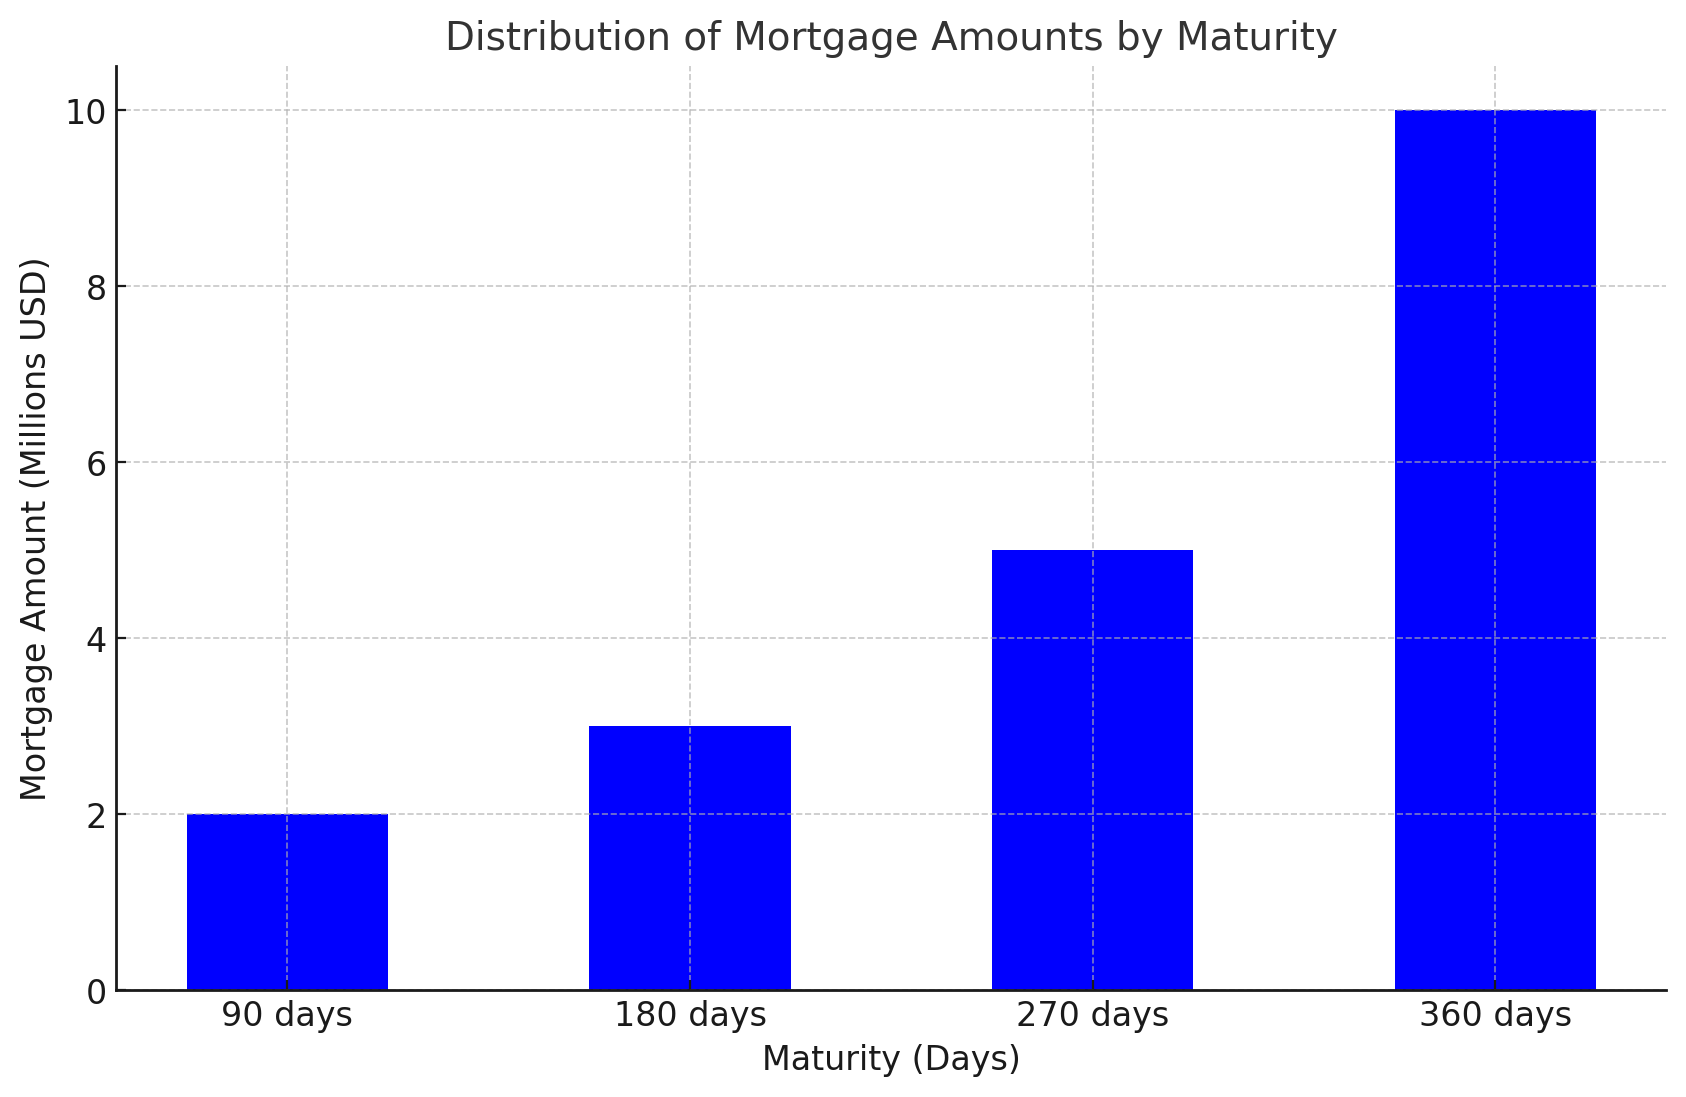 Distribution of Mortgage Amounts by Maturity
Mortgage Amount (Millions USD)
10
8
6
4
2
0
90 days
180 days
270 days
360 days
Maturity (Days)